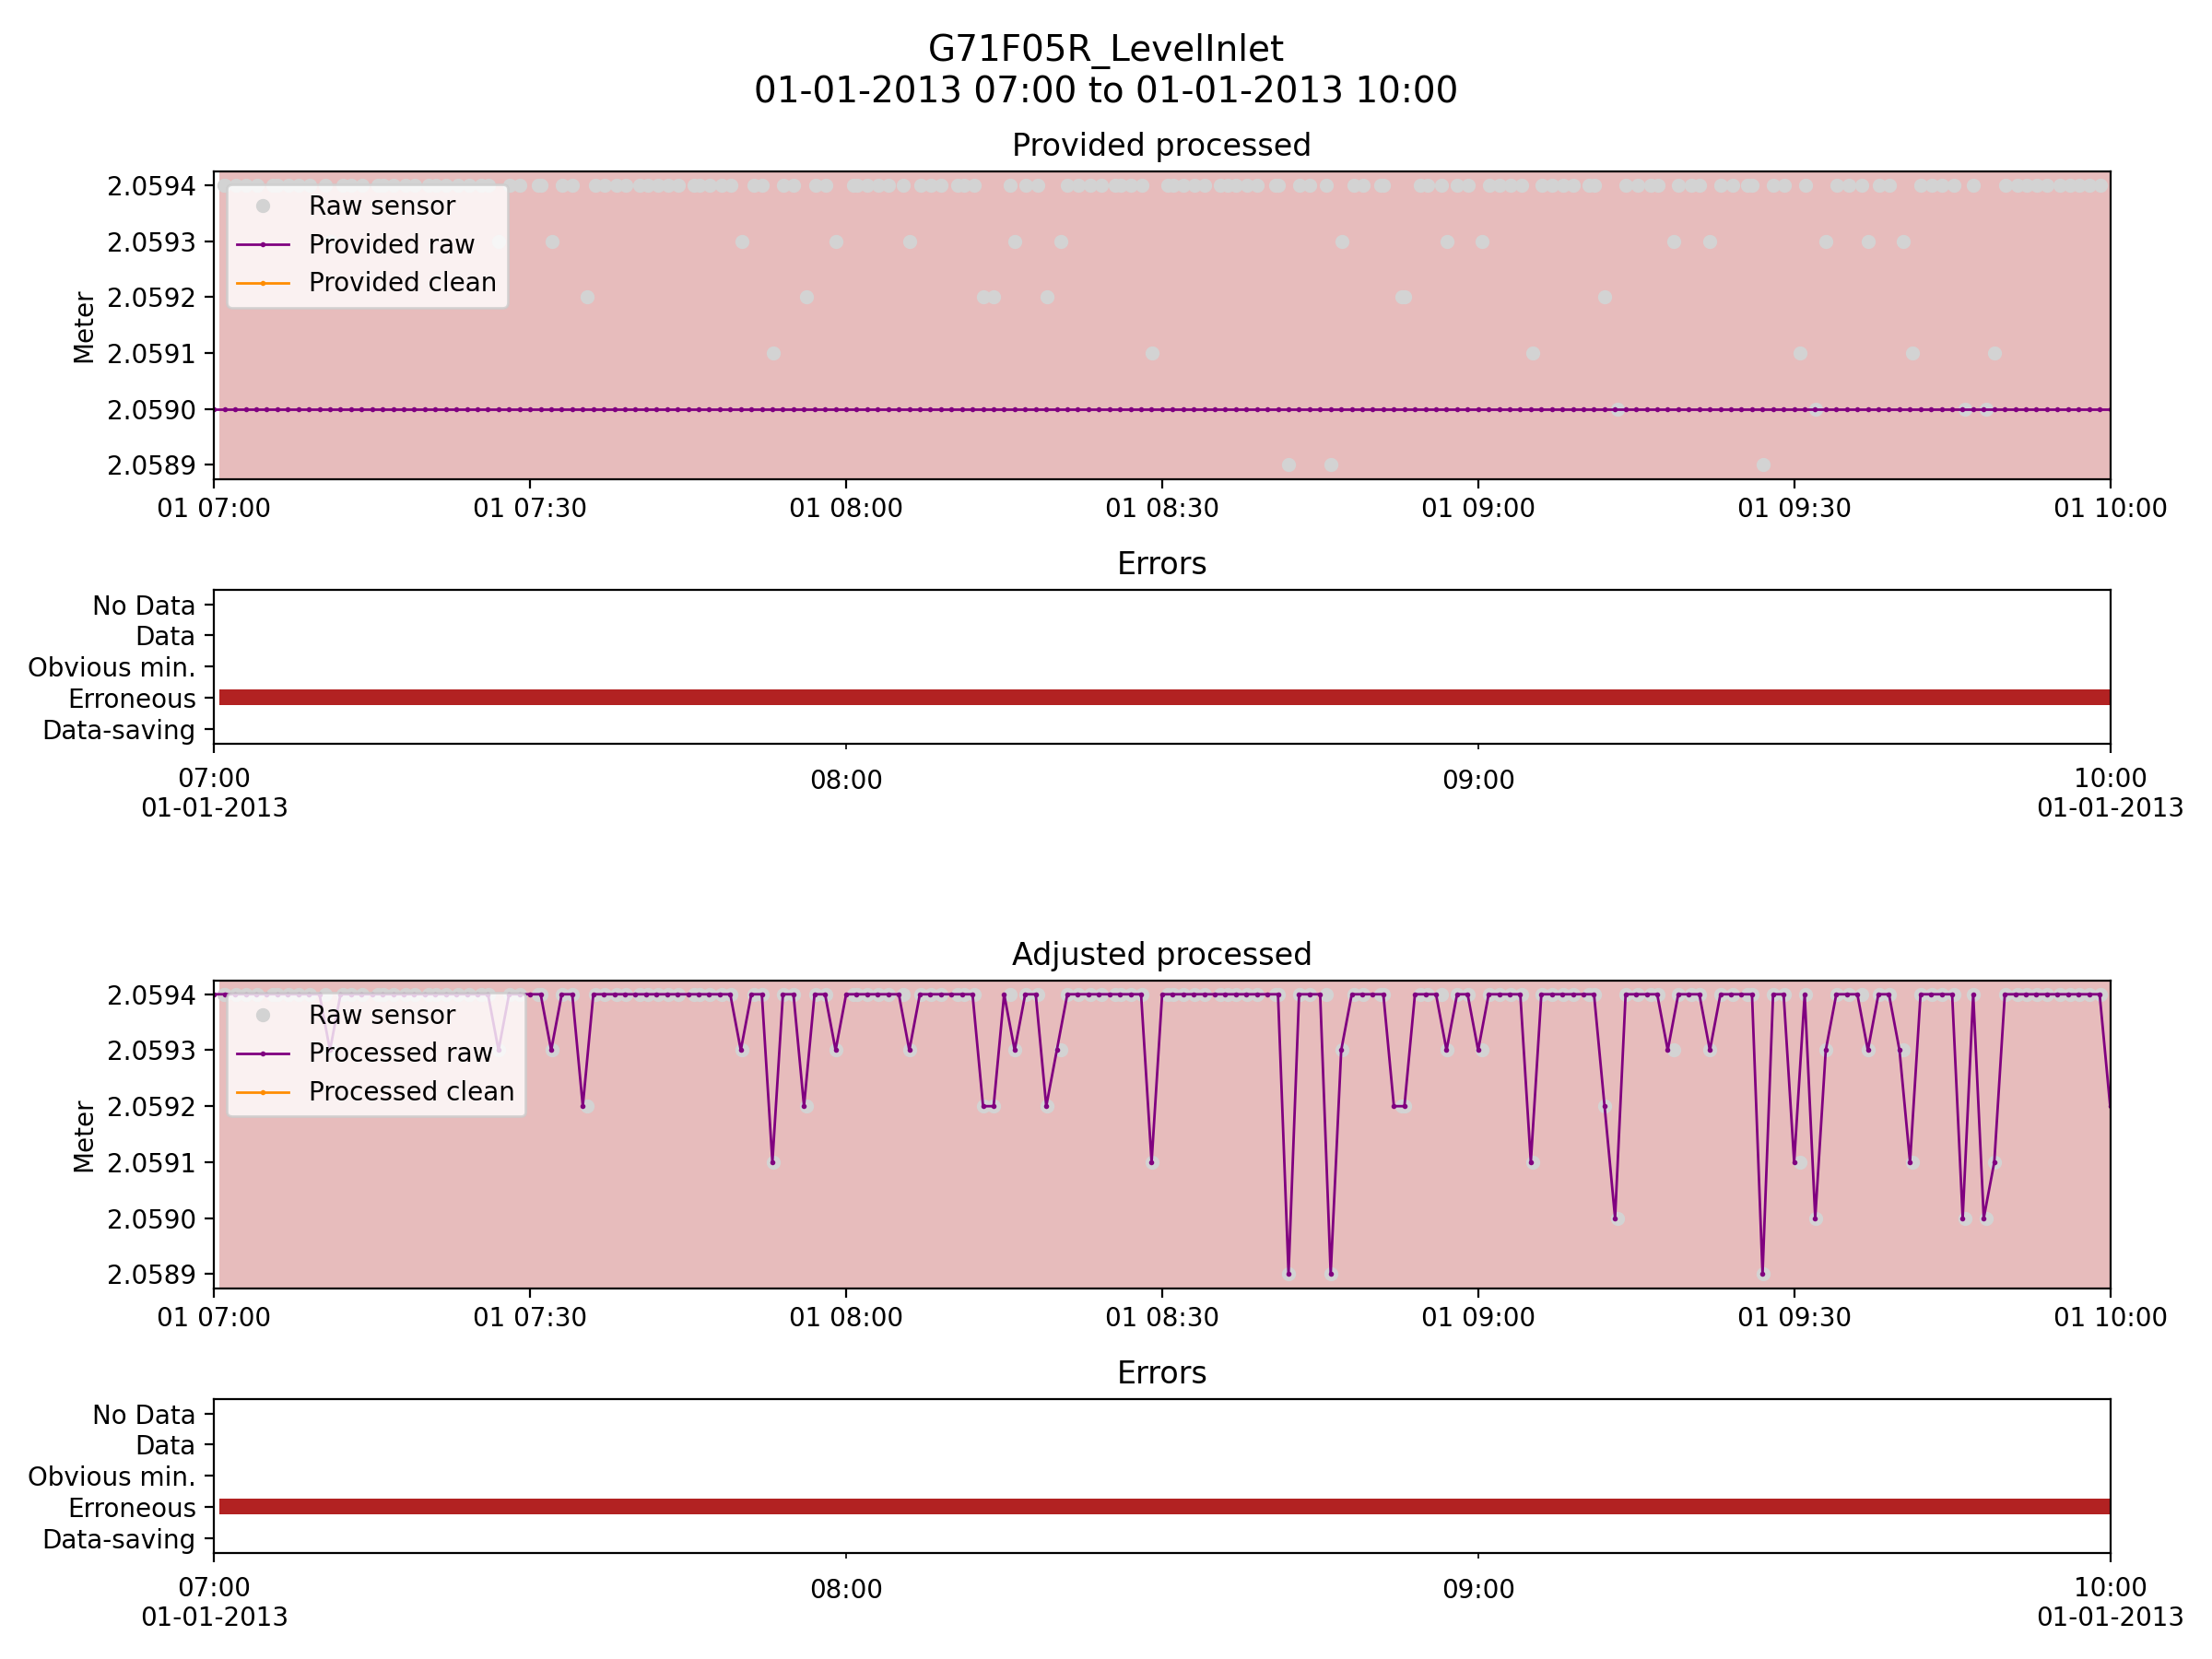 G71F05R_LevelInlet
01-01-2013 07:00 to 01-01-2013 10:00
Provided processed
Meter
2.0594
2.0593
2.0592
2.0591
2.0590
2.0589
Raw sensor
Provided raw
Provided clean
01 07:00 01 07:30 01 08:00 01 08:30 01 09:00 01 09:30 01 10:00
Errors
No Data
Data
Obvious min.
Erroneous
Data-saving
07:00 08:00 09:00 10:00
01-01-2013 01-01-2013
Adjusted processed
Meter
2.0594
2.0593
2.0592
2.0591
2.0590
2.0589
Raw sensor
Processed raw
Processed clean
01 07:00 01 07:30 01 08:00 01 08:30 01 09:00 01 09:30 01 10:00
Errors
No Data
Data
Obvious min.
Erroneous
Data-saving
07:00 08:00 09:00 10:00
01-01-2013 01-01-2013